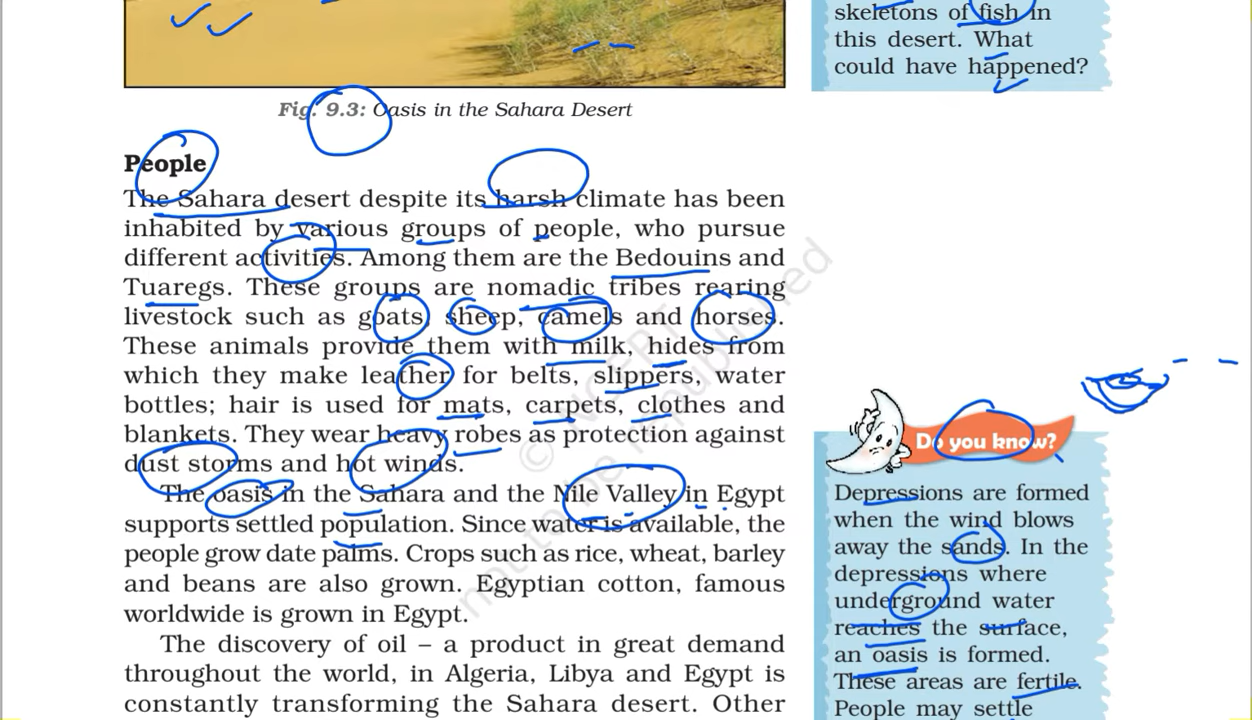 skeletons of fish in
this desert. What
could have happened?
Fig. 9.3: Oasis in the Sahara Desert
People
The Sahara desert despite its harsh climate has been
inhabited by various groups of people, who pursue
different activities. Among them are the Bedouins and
Tuaregs. These groups are nomadic tribes rearing
livestock such as goats, sheep, camels and horses.
These animals provide them with milk, hides from
which they make leather for belts, slippers, water
bottles; hair is used for mats, carpets, clothes and
blankets. They wear heavy robes as protection against
dust storms and hot winds.
The oasis in the Sahara and the Nile Valley in Egypt
supports settled population. Since water is available, the
people grow date palms. Crops such as rice, wheat, barley
and beans are also grown. Egyptian cotton, famous
worldwide is grown in Egypt.
The discovery of oil – a product in great demand
throughout the world, in Algeria, Libya and Egypt is
constantly transforming the Sahara desert. Other
Do you know?
Depressions are formed
when the wind blows
away the sands. In the
depressions where
underground water
reaches the surface,
an oasis is formed.
These areas are fertile.
People may settle
© NCERT
not to be republished